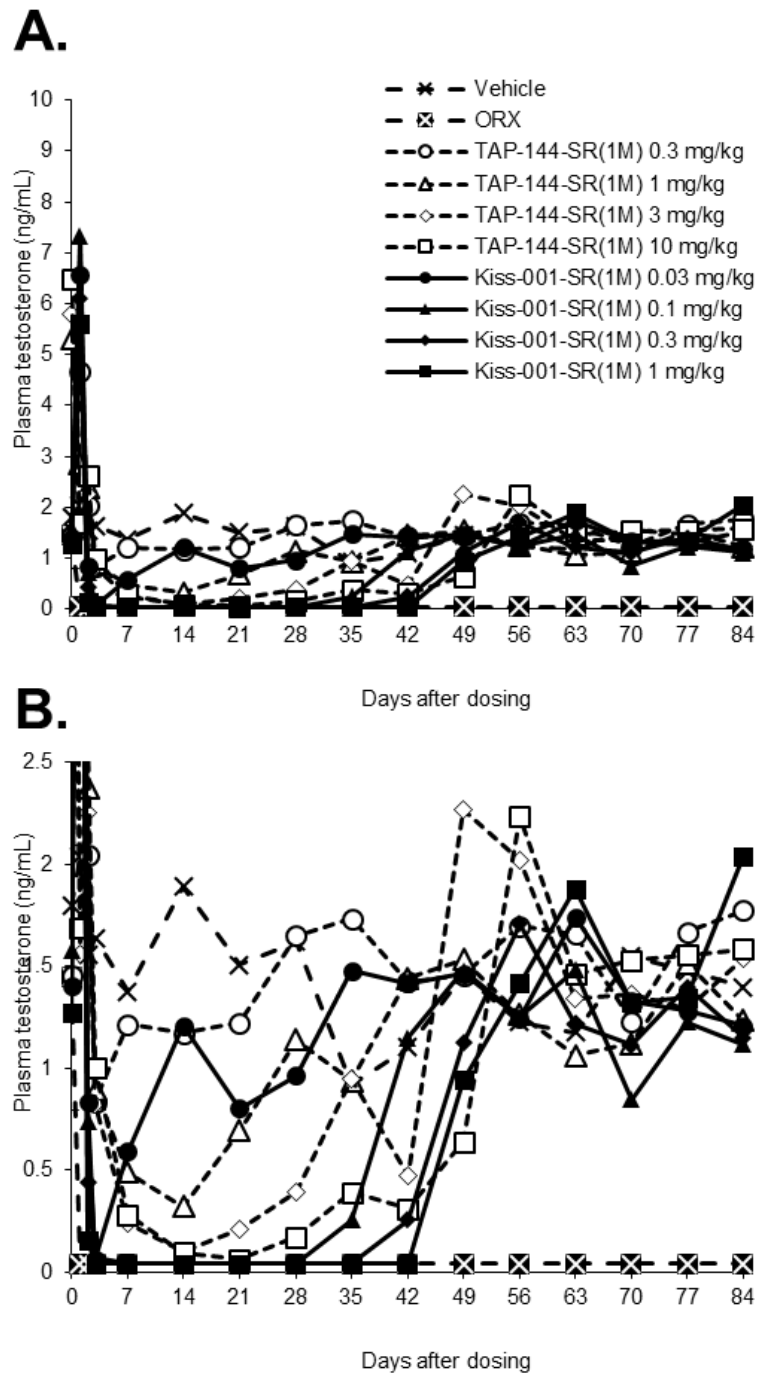 A.
Plasma testosterone (ng/mL)
10
9
8
7
6
5
4
3
2
1
0
Vehicle
ORX
TAP-144-SR(1M) 0.3 mg/kg
TAP-144-SR(1M) 1 mg/kg
TAP-144-SR(1M) 3 mg/kg
TAP-144-SR(1M) 10 mg/kg
Kiss-001-SR(1M) 0.03 mg/kg
Kiss-001-SR(1M) 0.1 mg/kg
Kiss-001-SR(1M) 0.3 mg/kg
Kiss-001-SR(1M) 1 mg/kg
0 7 14 21 28 35 42 49 56 63 70 77 84
Days after dosing
B.
Plasma testosterone (ng/mL)
2.5
2
1.5
1
0.5
0
0 7 14 21 28 35 42 49 56 63 70 77 84
Days after dosing